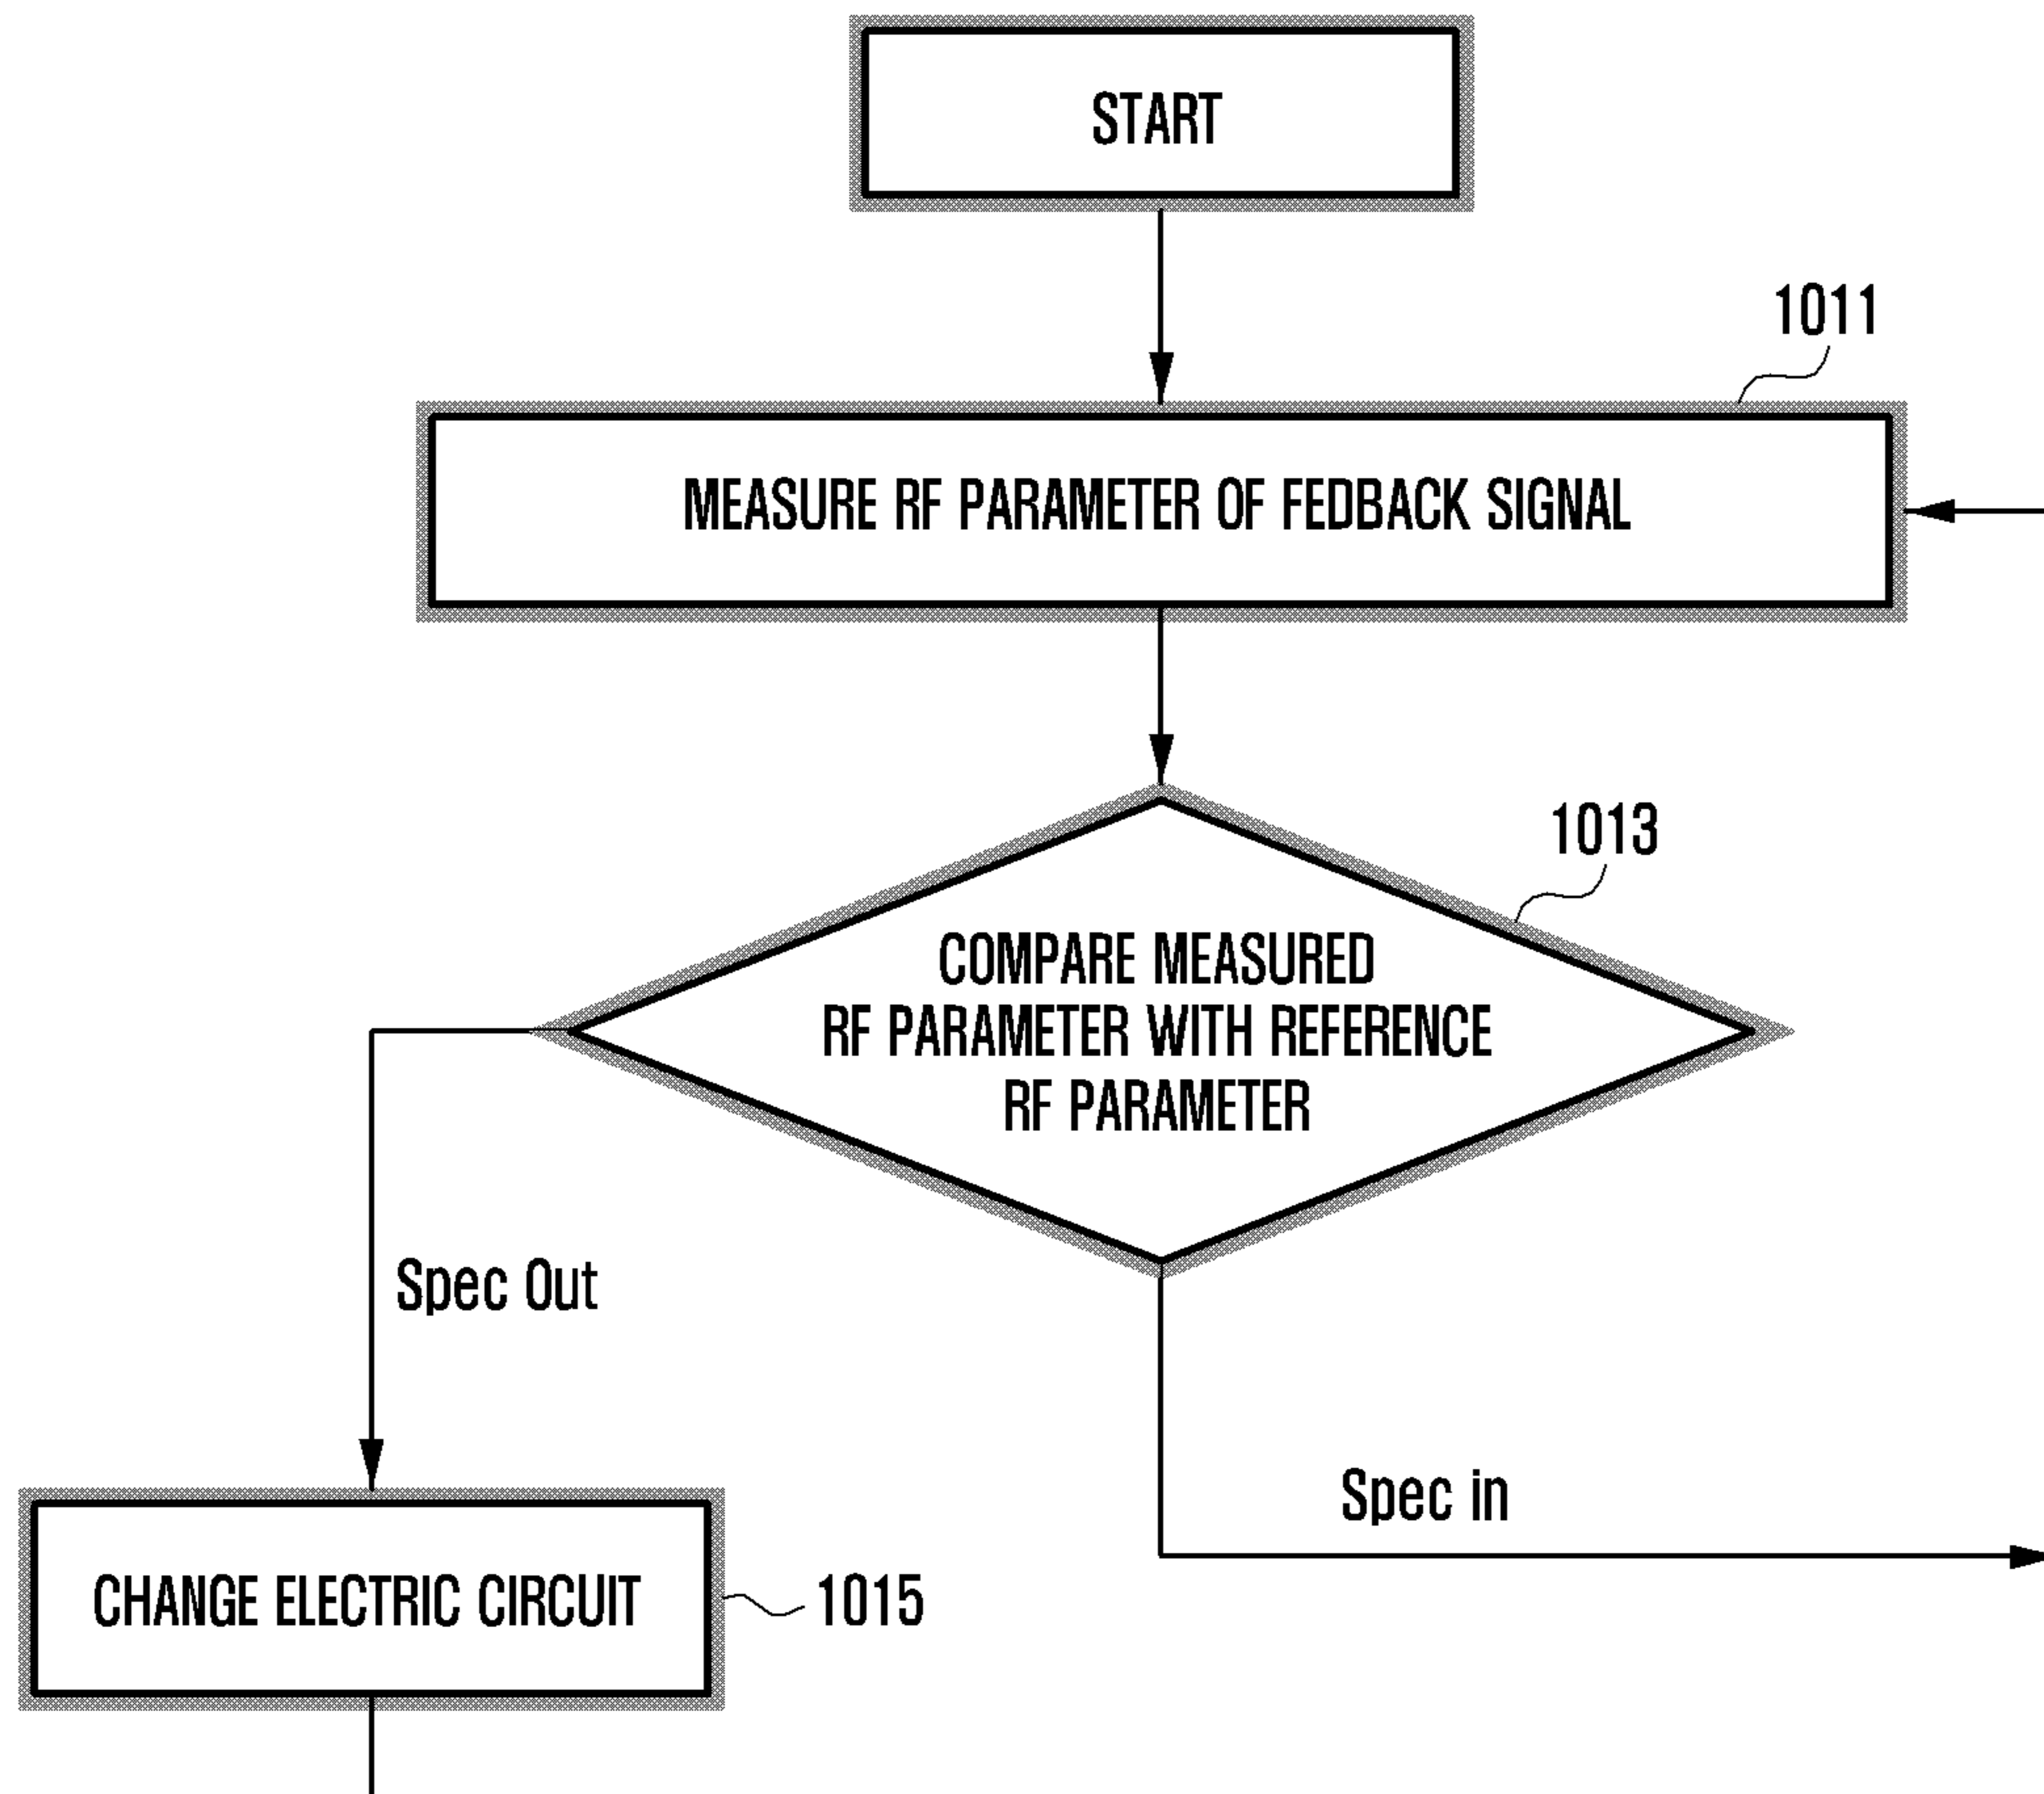 START
1011
MEASURE RF PARAMETER OF FEDBACK SIGNAL
1013
COMPARE MEASURED
RF PARAMETER WITH REFERENCE
RF PARAMETER
Spec Out
Spec in
CHANGE ELECTRIC CIRCUIT
1015